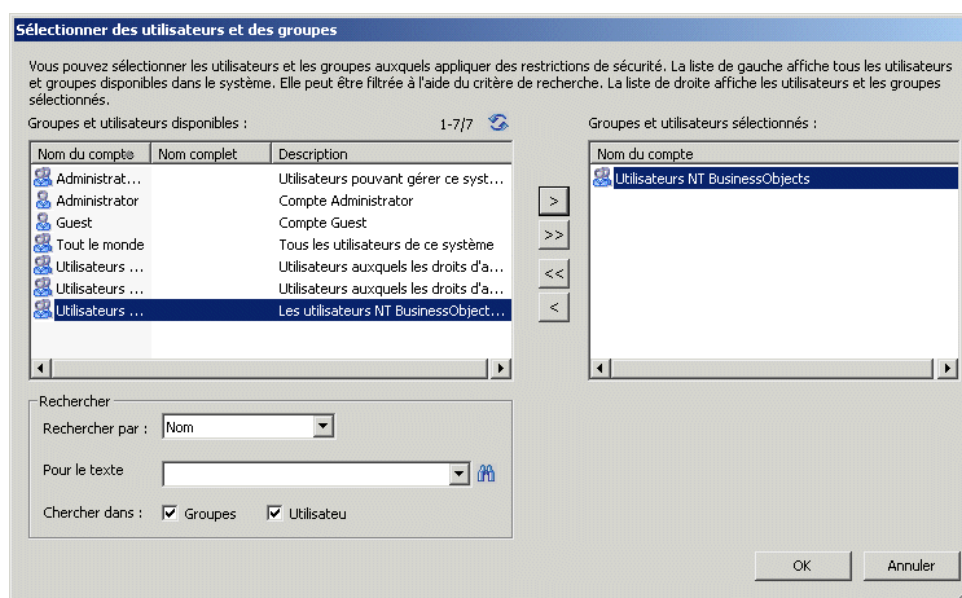 Sélectionner des utilisateurs et des groupes
Vous pouvez sélectionner les utilisateurs et les groupes auxquels appliquer des restrictions de sécurité. La liste de gauche affiche tous les utilisateurs
et groupes disponibles dans le système. Elle peut être filtrée à l'aide du critère de recherche. La liste de droite affiche les utilisateurs et les groupes
sélectionnés.
Groupes et utilisateurs disponibles : 1-7/7
Nom du compte Nom complet Description
Administrat... Utilisateurs pouvant gérer ce syst...
Administrator Compte Administrator
Guest Compte Guest
Tout le monde Tous les utilisateurs de ce système
Utilisateurs ... Utilisateurs auxquels les droits d'a...
Utilisateurs ... Utilisateurs auxquels les droits d'a...
Utilisateurs ... Les utilisateurs NT BusinessObject...
>
>>
<<
<
Groupes et utilisateurs sélectionnés :
Nom du compte
Utilisateurs NT BusinessObjects
Rechercher
Rechercher par : Nom
Pour le texte
Chercher dans : Groupes Utilisateu
OK Annuler